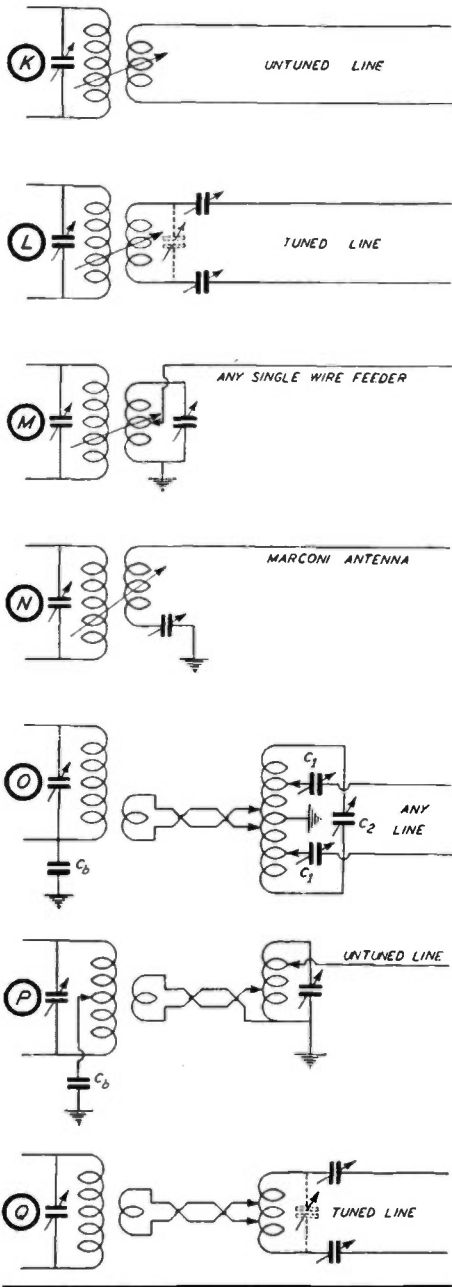 K
UNTUNED LINE
L
TUNED LINE
M
ANY SINGLE WIRE FEEDER
N
MARCONI ANTENNA
O
C1
ANY
LINE
C2
C1
Cb
P
UNTUNED LINE
Cb
Q
TUNED LINE